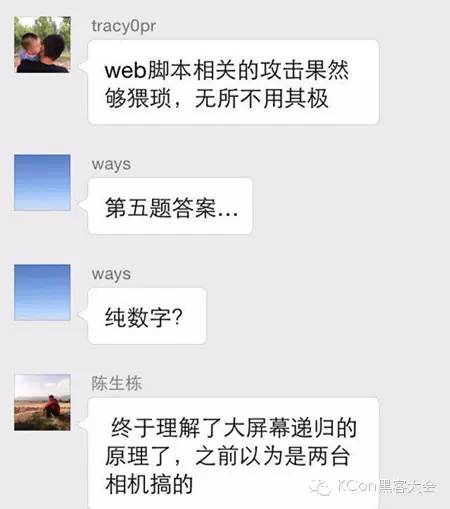 tracy0pr
web脚本相关的攻击果然
够猥琐，无所不用其极
ways
第五题答案...
ways
纯数字？
陈生栋
终于理解了大屏幕递归的
原理了，之前以为是两台
相机搞的
KCon黑客大会